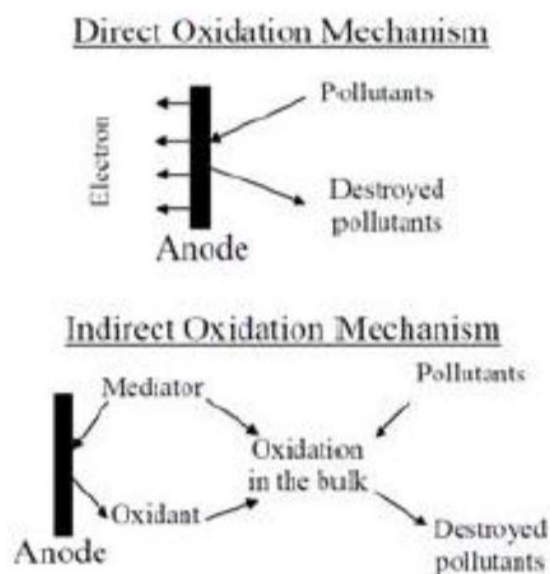 Direct Oxidation Mechanism
Electron
Pollutants
Destroyed
pollutants
Anode
Indirect Oxidation Mechanism
Mediator
Pollutants
Oxidation
in the bulk
Oxidant
Destroyed
pollutants
Anode